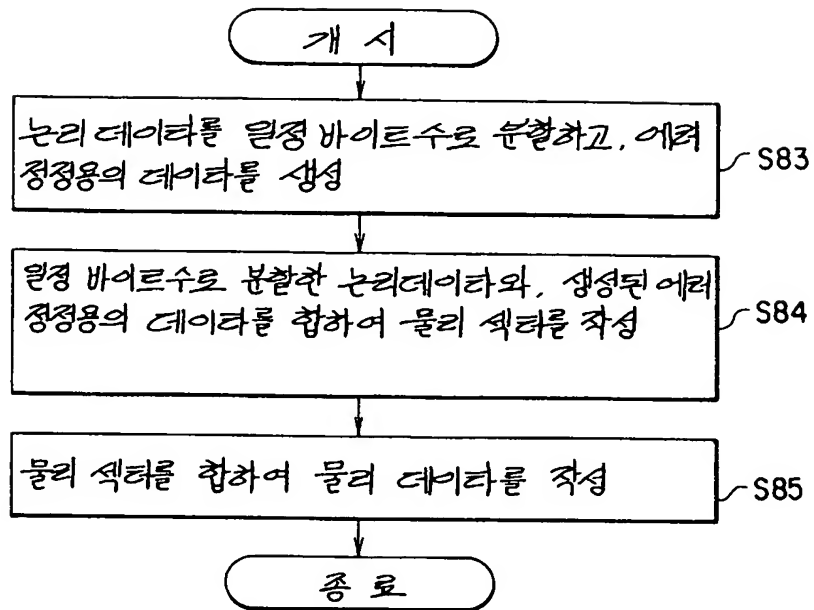 개 시
논리 데이타를 일정 바이트수로 분할하고, 에러
정정용의 데이타를 생성
S83
일정 바이트수로 분할한 논리데이타와, 생성된 에러
정정용의 데이타를 합하여 물리 섹타를 작성
S84
물리 섹타를 합하여 물리 데이타를 작성
S85
종 료